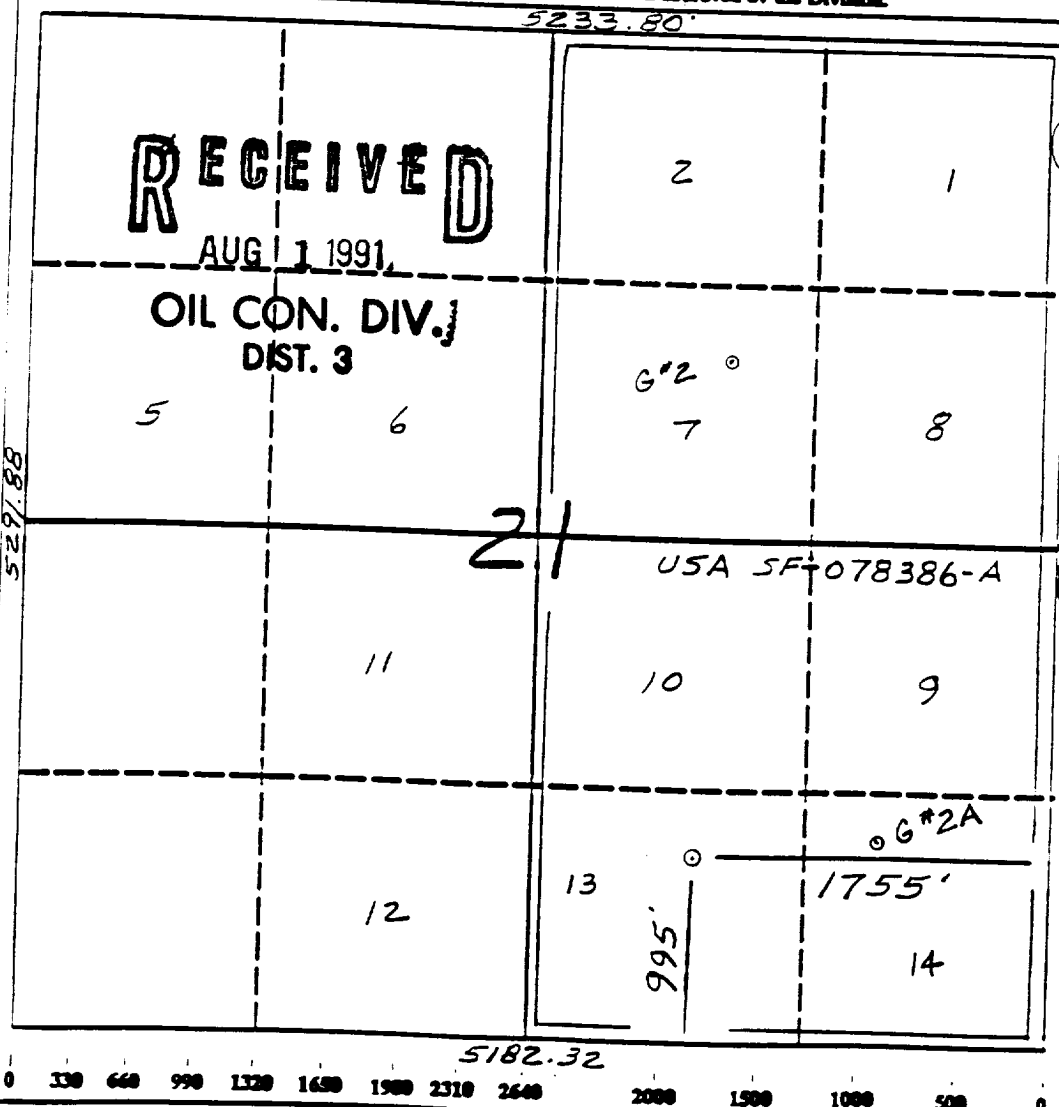 5233.80'
2 1
RECEIVED
AUG 1 1991
OIL CON. DIV.
DIST. 3
G#2
5 6 7 8
5291.88
21
USA SF-078386-A
11 10 9
G#2A
13 1755'
12 995' 14
5182.32
0 330 660 990 1320 1650 1980 2310 2640 2000 1500 1000 500 0